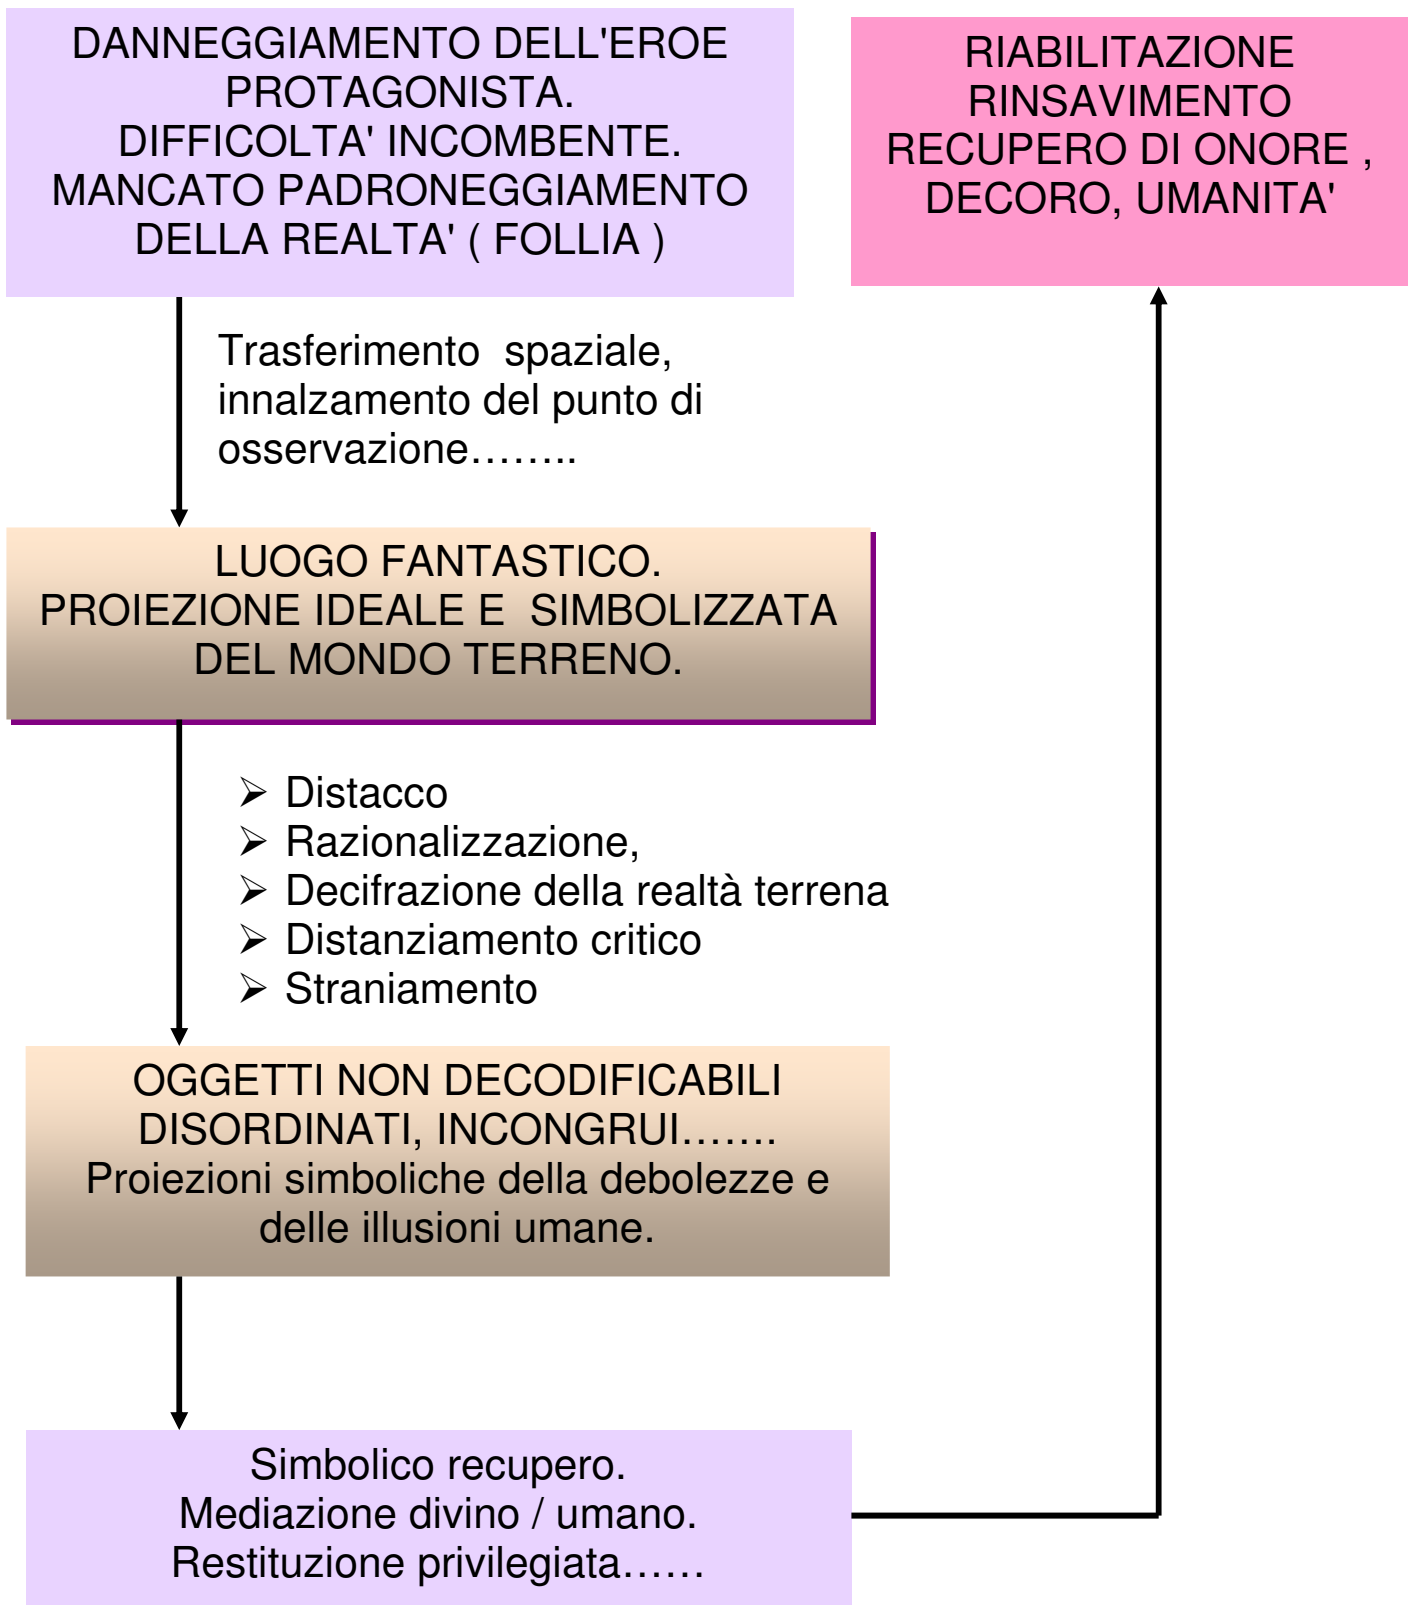 DANNEGGIAMENTO DELL'EROE
PROTAGONISTA.
DIFFICOLTA' INCOMBENTE.
MANCATO PADRONEGGIAMENTO
DELLA REALTA' ( FOLLIA )
RIABILITAZIONE
RINSAVIMENTO
RECUPERO DI ONORE ,
DECORO, UMANITA'
Trasferimento  spaziale,
innalzamento del punto di
osservazione……..
LUOGO FANTASTICO.
PROIEZIONE IDEALE E  SIMBOLIZZATA
DEL MONDO TERRENO.
➢ Distacco
➢ Razionalizzazione,
➢ Decifrazione della realtà terrena
➢ Distanziamento critico
➢ Straniamento
OGGETTI NON DECODIFICABILI
DISORDINATI, INCONGRUI…….
Proiezioni simboliche della debolezze e
delle illusioni umane.
Simbolico recupero.
Mediazione divino / umano.
Restituzione privilegiata……